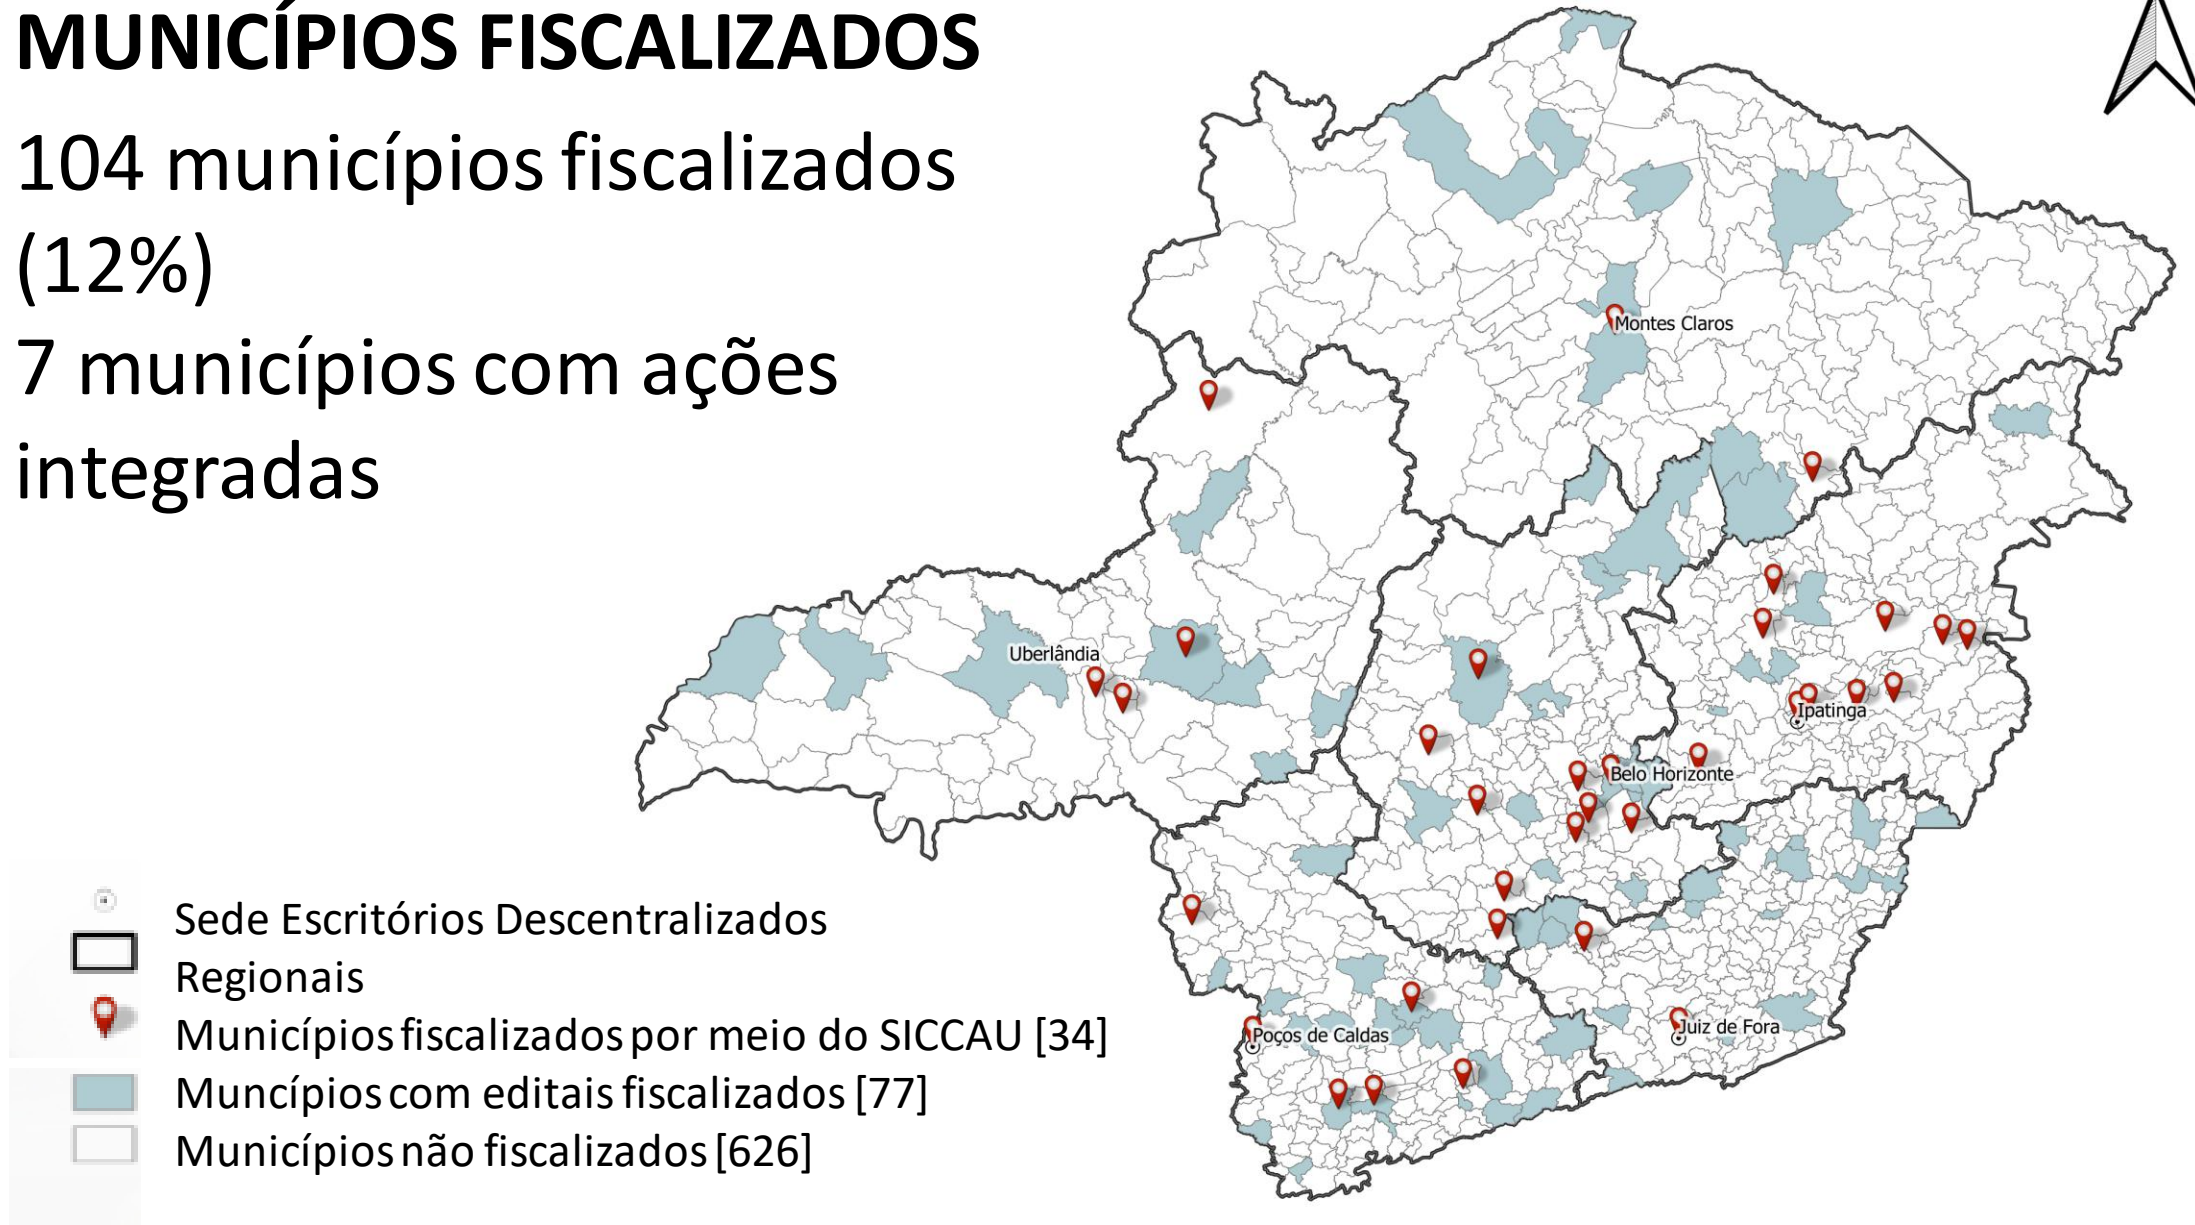 MUNICÍPIOS FISCALIZADOS
104 municípios fiscalizados
(12%)
7 municípios com ações
integradas
Montes Claros
Uberlândia
Ipatinga
Belo Horizonte
Poços de Caldas
Juiz de Fora
Sede Escritórios Descentralizados
Regionais
Municípios fiscalizados por meio do SICCAU [34]
Muncípios com editais fiscalizados [77]
Municípios não fiscalizados [626]